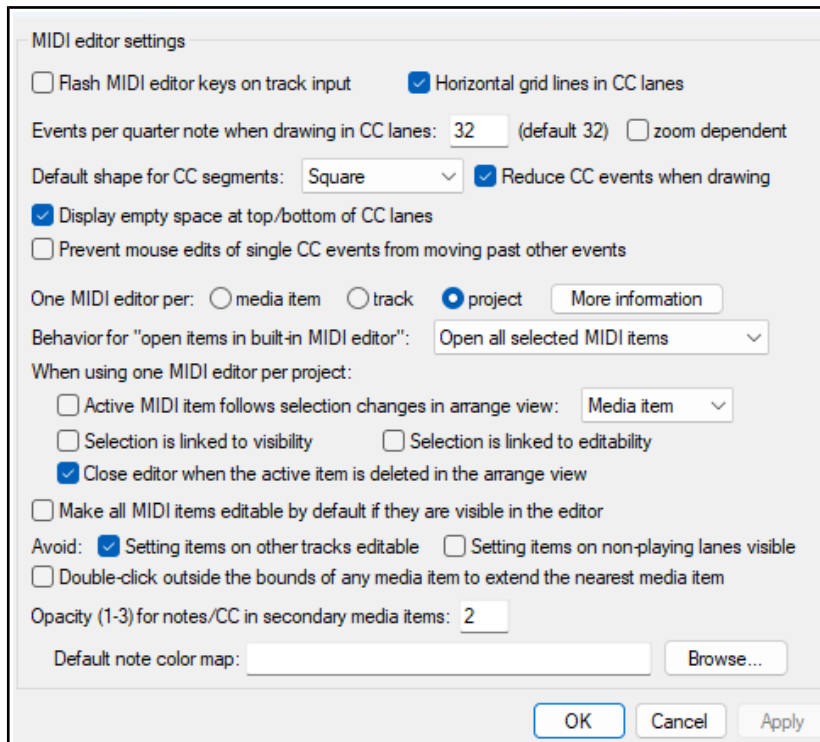 MIDI editor settings
Flash MIDI editor keys on track input Horizontal grid lines in CC lanes
Events per quarter note when drawing in CC lanes: 32 (default 32) zoom dependent
Default shape for CC segments: Square Reduce CC events when drawing
Display empty space at top/bottom of CC lanes
Prevent mouse edits of single CC events from moving past other events
One MIDI editor per: media item track project More information
Behavior for "open items in built-in MIDI editor": Open all selected MIDI items
When using one MIDI editor per project:
Active MIDI item follows selection changes in arrange view: Media item
Selection is linked to visibility Selection is linked to editability
Close editor when the active item is deleted in the arrange view
Make all MIDI items editable by default if they are visible in the editor
Avoid: Setting items on other tracks editable Setting items on non-playing lanes visible
Double-click outside the bounds of any media item to extend the nearest media item
Opacity (1-3) for notes/CC in secondary media items: 2
Default note color map: Browse...
OK Cancel Apply